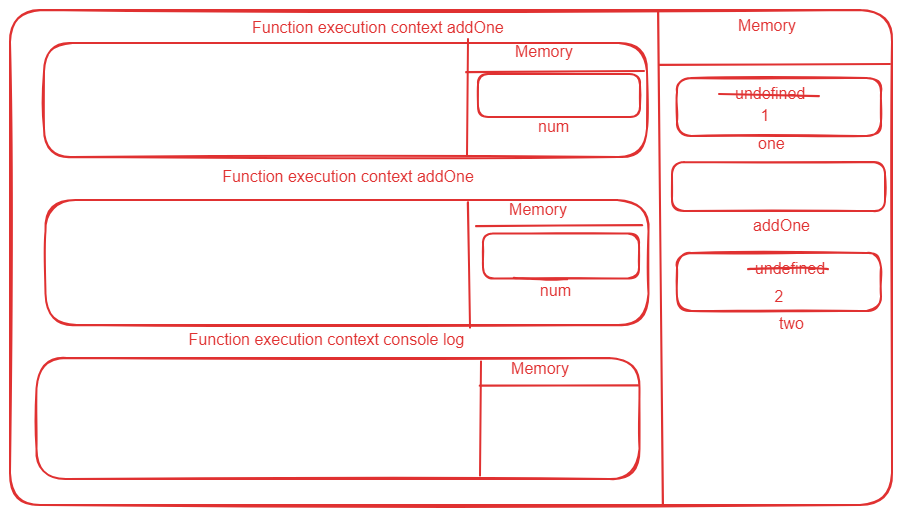 Function execution context addOne
Memory
num
Function execution context addOne
Memory
num
Function execution context console log
Memory
Memory
undefined
1
one
addOne
undefined
2
two